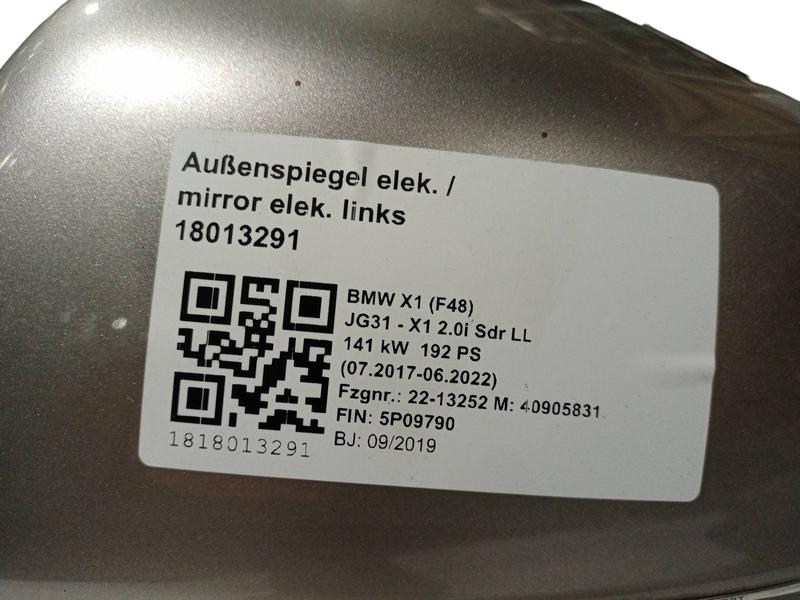 Außenspiegel elek. /
mirror elek. links
18013291
BMW X1 (F48)
JG31 - X1 2.0i Sdr LL
141 kW 192 PS
(07.2017-06.2022)
Fzgnr.: 22-13252 M: 40905831
FIN: 5P09790
BJ: 09/2019
1818013291